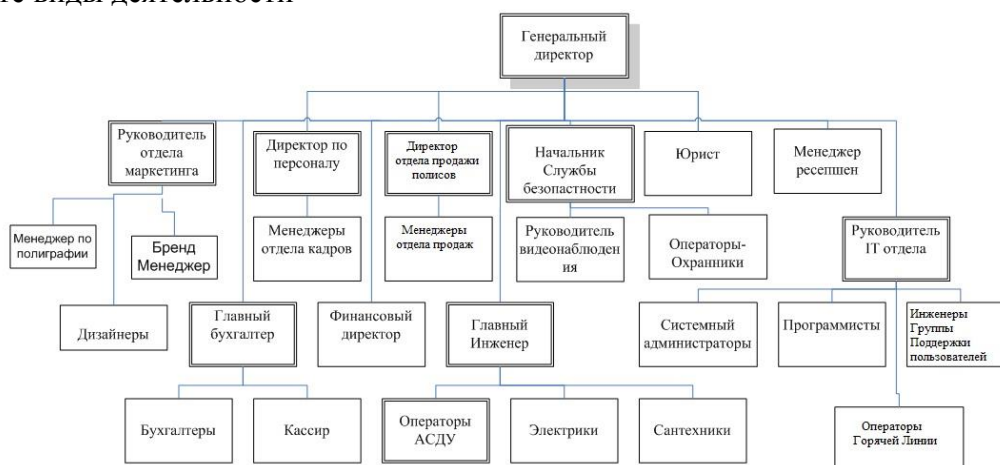 те виды деятельности
Генеральный
директор
Руководитель
отдела
маркетинга
Директор по
персоналу
Директор
отдела продажи
полисов
Начальник
Службы
безопастности
Юрист
Менеджер
ресепшен
Менеджер по
полиграфии
Бренд
Менеджер
Менеджеры
отдела кадров
Менеджеры
отдела продаж
Руководитель
видеонаблюден
ия
Операторы-
Охранники
Руководитель
IT отдела
Дизайнеры
Главный
бухгалтер
Финансовый
директор
Главный
Инженер
Системный
администраторы
Программисты
Инженеры
Группы
Поддержки
пользователей
Бухгалтеры
Кассир
Операторы
АСДУ
Электрики
Сантехники
Операторы
Горячей Линии